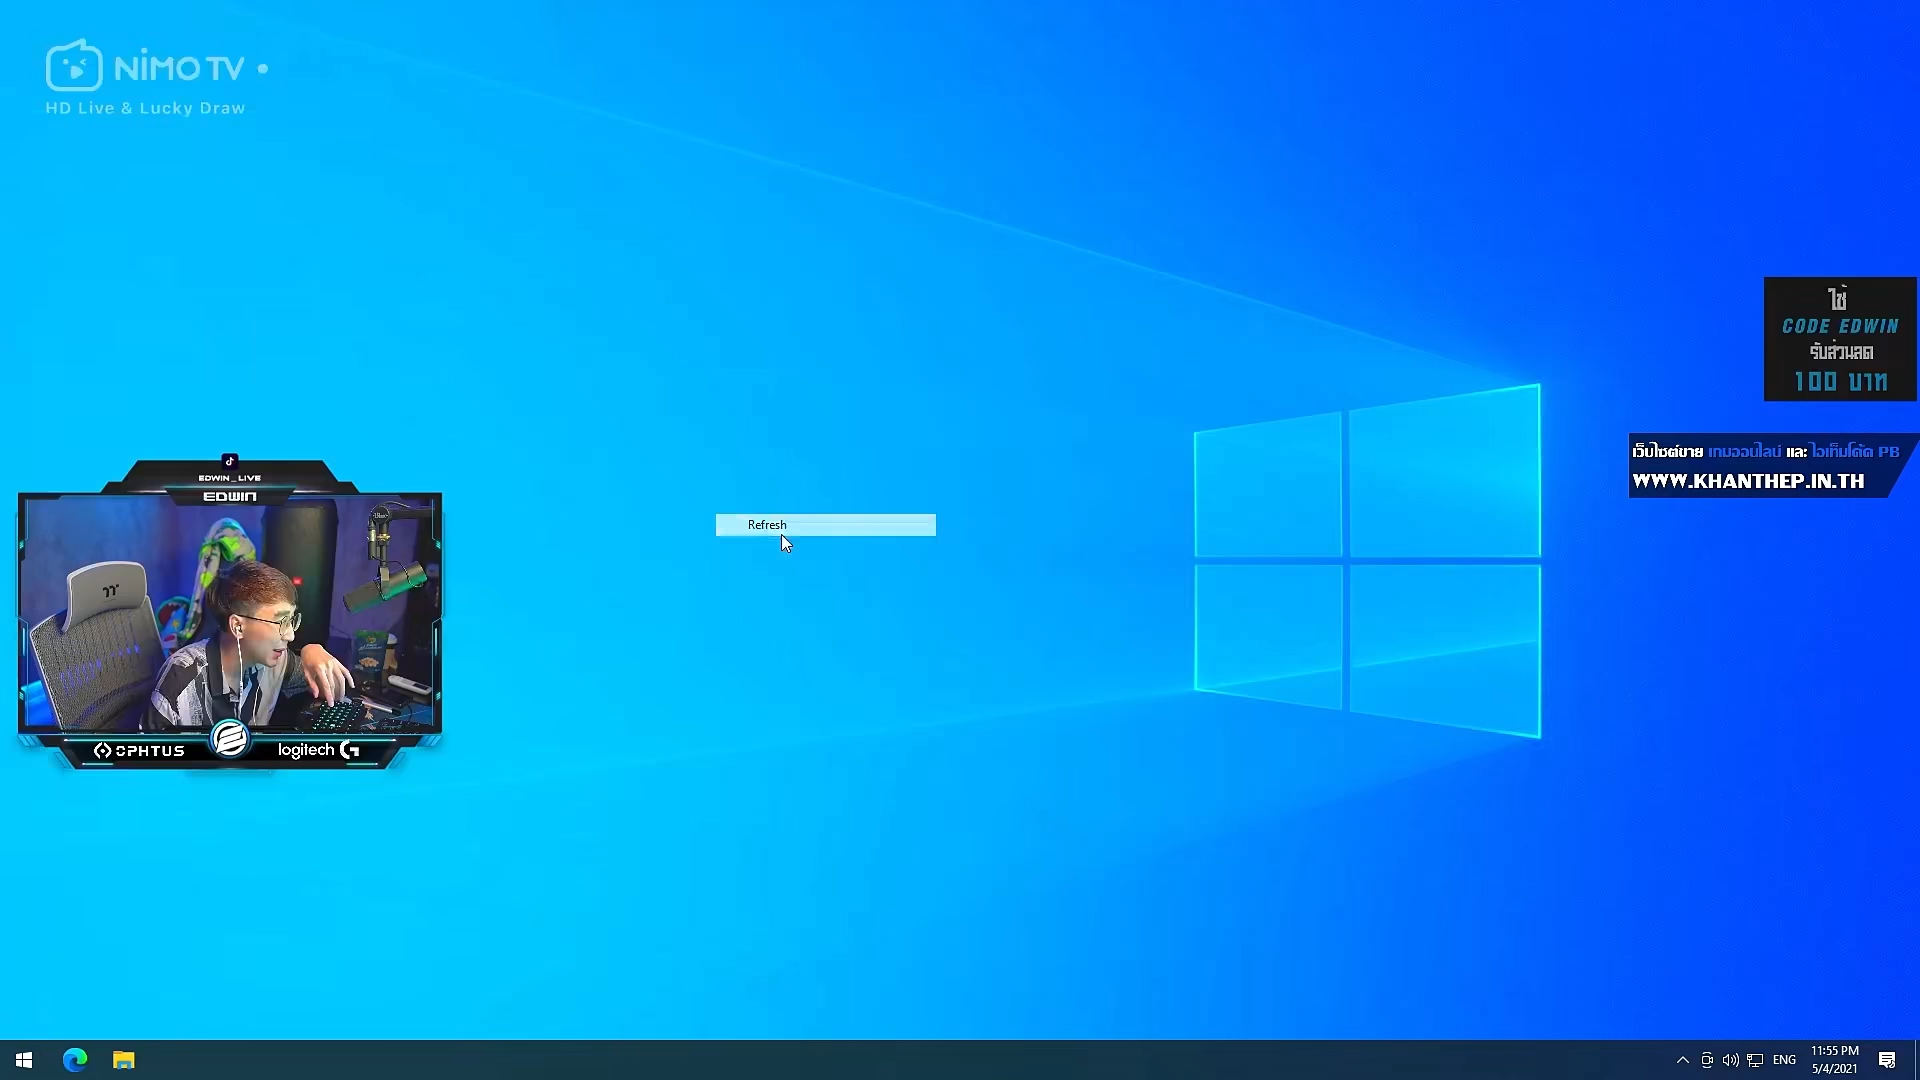 NiMO TV
HD Live & Lucky Draw
ใช้
CODE EDWIN
รับส่วนลด
100 บาท
เว็บไซต์ขาย เกมออนไลน์ และ ไอเท็มโค้ด PB
WWW.KHANTHEP.IN.TH
EDWIN_LIVE
EDWIN
Refresh
OPHTUS
logitech G
ENG
11:55 PM
5/4/2021